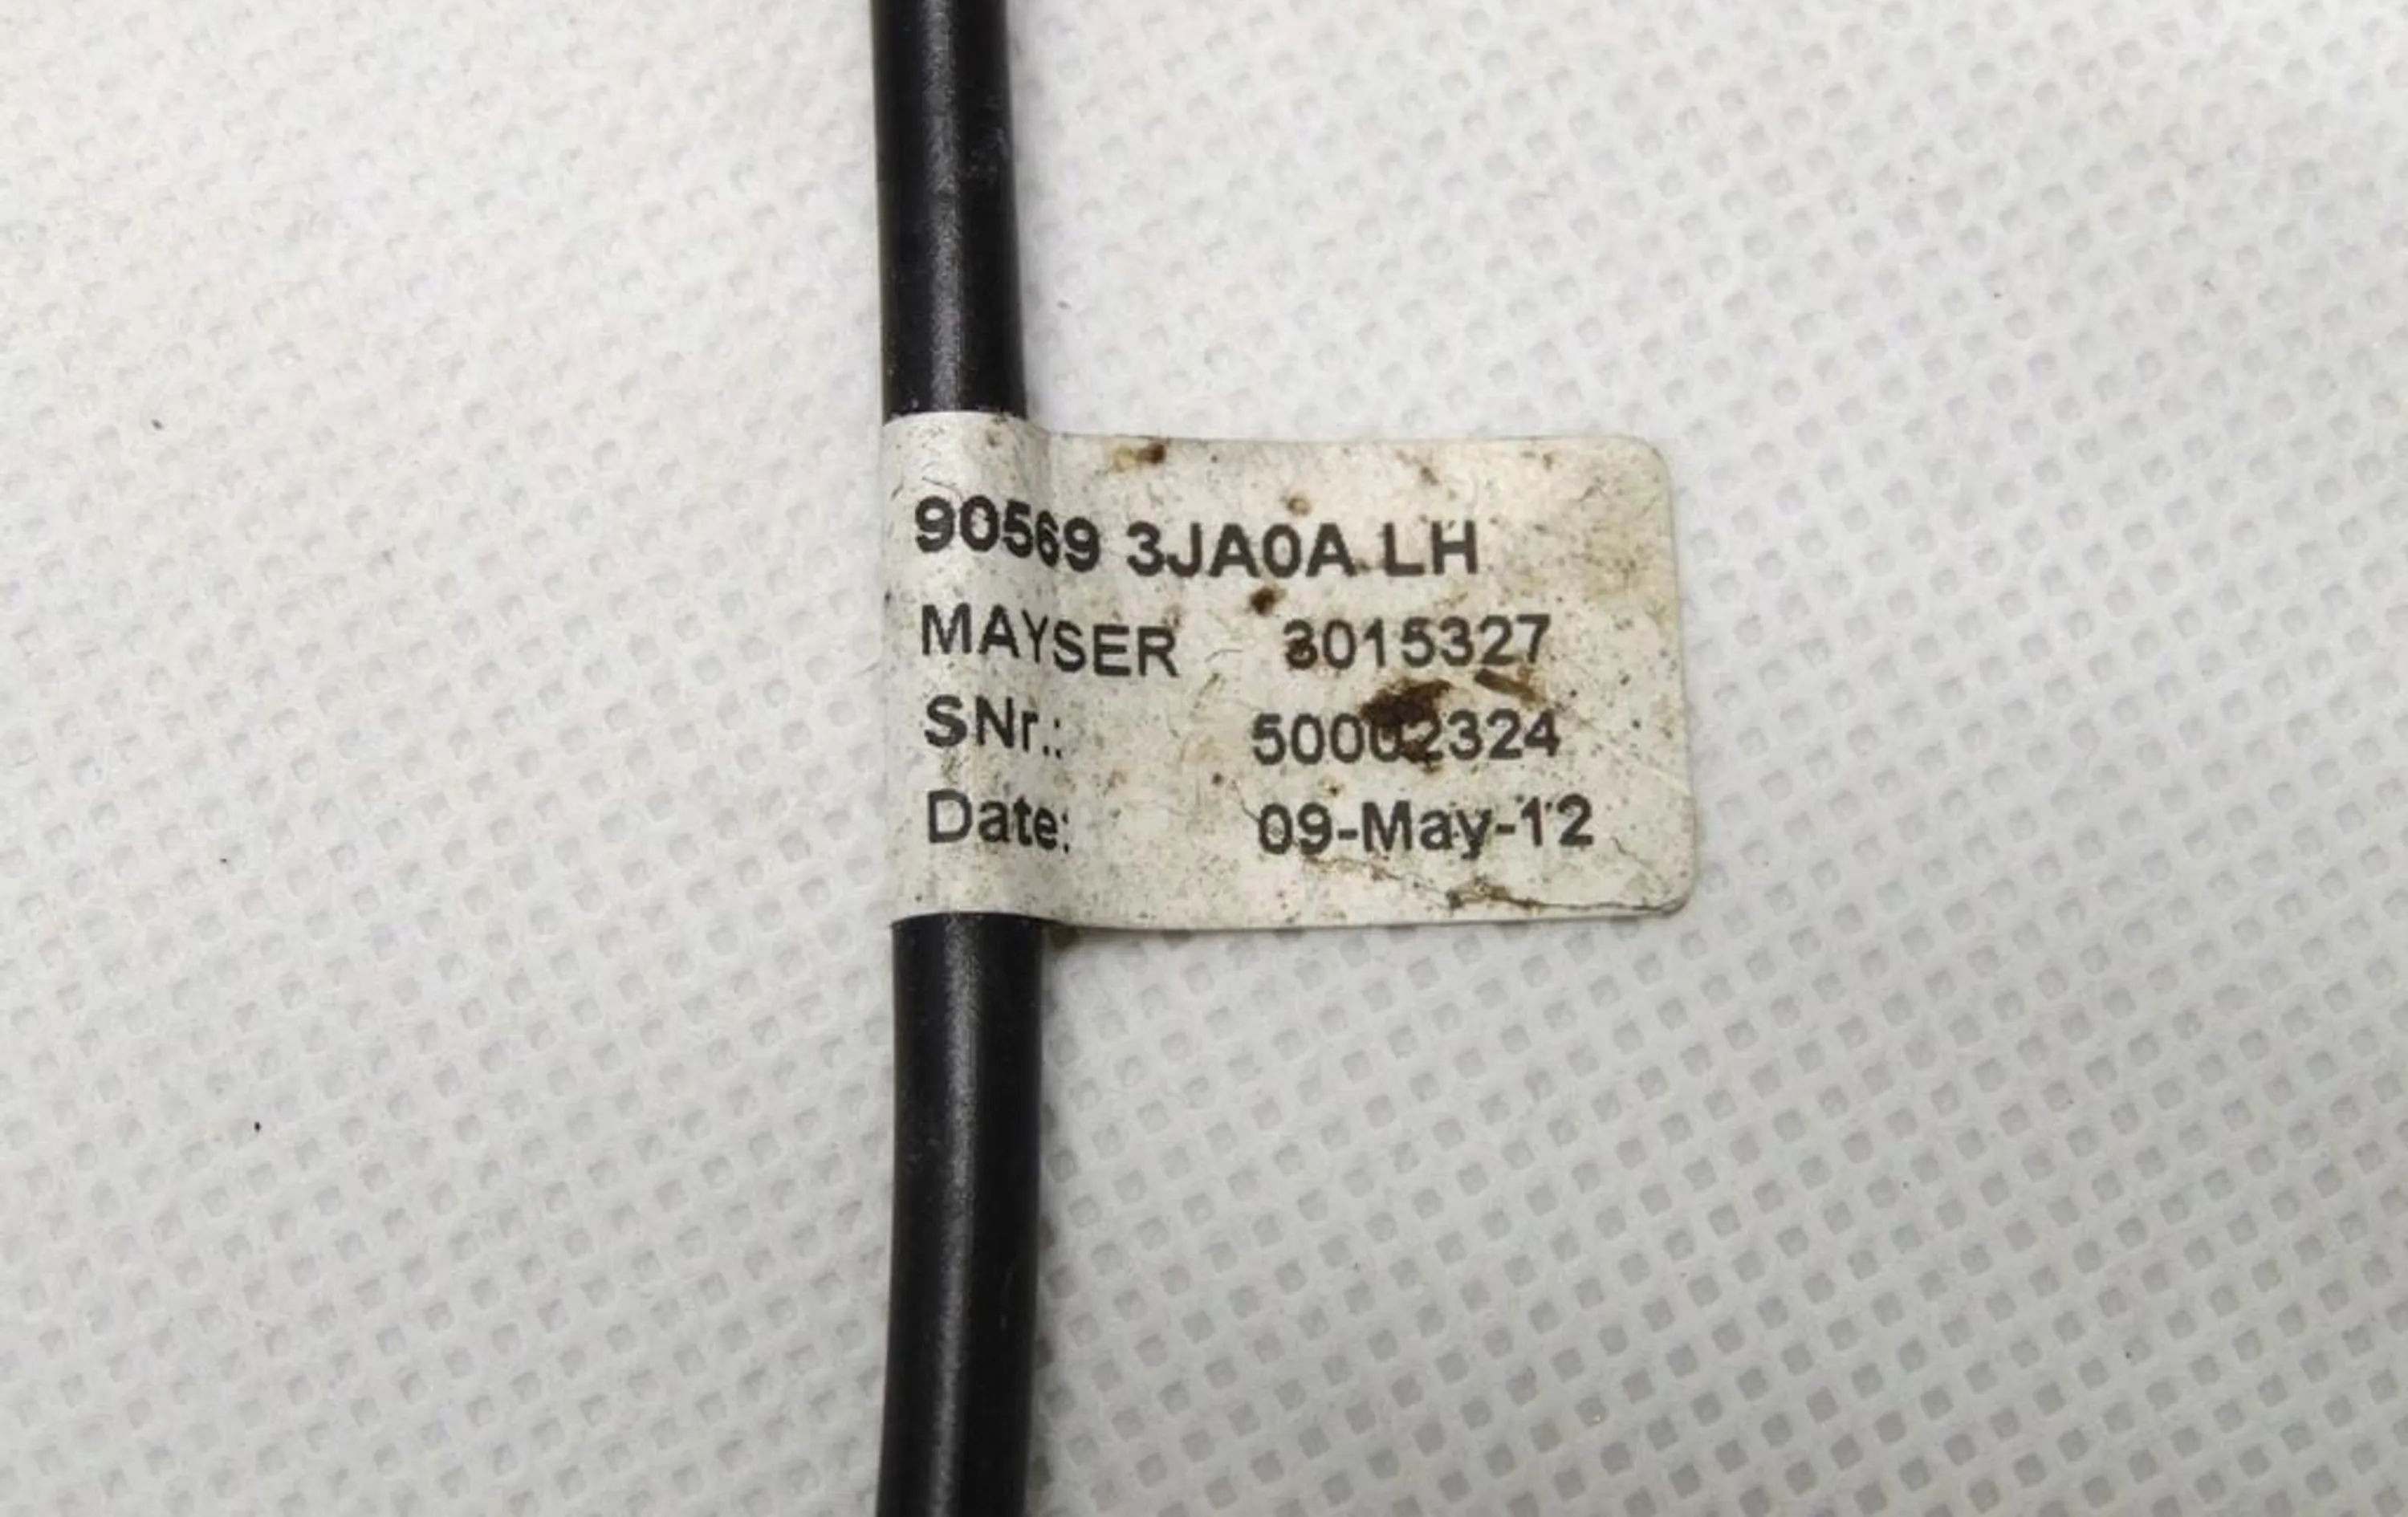 90569 3JA0A LH
MAYSER 3015327
SNr.: 50002324
Date: 09-May-12